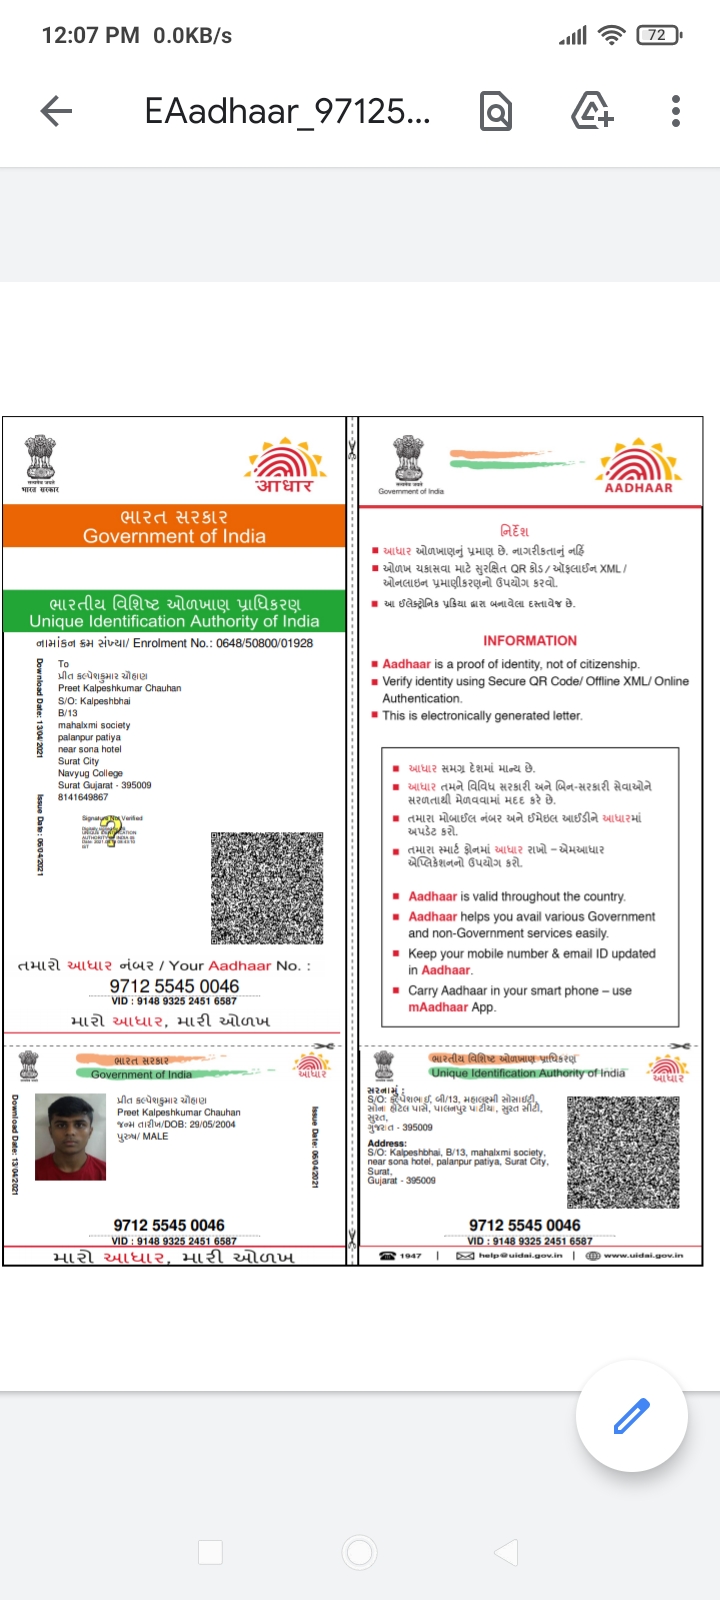 12:07 PM 0.0KB/s
72
EAadhaar_97125...
भारत सरकार
आधार
ભારત સરકાર
Government of India
ભારતીય વિશિષ્ટ ઓળખાણ પ્રાધિકરણ
Unique Identification Authority of India
નામાંકન ક્રમ સંખ્યા/ Enrolment No.: 0648/50800/01928
Download Date: 13/04/2021
Issue Date: 06/04/2021
To
પ્રીત કલ્પેશકુમાર ચૌહાણ
Preet Kalpeshkumar Chauhan
S/O: Kalpeshbhai
B/13
mahalxmi society
palanpur patiya
near sona hotel
Surat City
Navyug College
Surat Gujarat - 395009
8141649867
Signature Not Verified
તમારો આધાર નંબર / Your Aadhaar No. :
9712 5545 0046
VID : 9148 9325 2451 6587
મારો આધાર, મારી ઓળખ
Government of India
AADHAAR
નિર્દેશ
આધાર ઓળખાણનું પ્રમાણ છે. નાગરીકતાનું નહિં
ઓળખ ચકાસવા માટે સુરક્ષિત QR કોડ / ઑફલાઈન XML /
ઓનલાઇન પ્રમાણીકરણનો ઉપયોગ કરવો.
આ ઈલેક્ટ્રોનિક પ્રક્રિયા દ્વારા બનાવેલા દસ્તાવેજ છે.
INFORMATION
Aadhaar is a proof of identity, not of citizenship.
Verify identity using Secure QR Code/ Offline XML/ Online
Authentication.
This is electronically generated letter.
આધાર સમગ્ર દેશમાં માન્ય છે.
આધાર તમને વિવિધ સરકારી અને બિન-સરકારી સેવાઓને
સરળતાથી મેળવવામાં મદદ કરે છે.
તમારા મોબાઈલ નંબર અને ઈમેઇલ આઈડીને આધારમાં
અપડેટ કરો.
તમારા સ્માર્ટ ફોનમાં આધાર રાખો – એમઆધાર
એપ્લિકેશનનો ઉપયોગ કરો.
Aadhaar is valid throughout the country.
Aadhaar helps you avail various Government
and non-Government services easily.
Keep your mobile number & email ID updated
in Aadhaar.
Carry Aadhaar in your smart phone – use
mAadhaar App.
ભારત સરકાર
Government of India
આધાર
Download Date: 13/04/2021
પ્રીત કલ્પેશકુમાર ચૌહાણ
Preet Kalpeshkumar Chauhan
જન્મ તારીખ/DOB: 29/05/2004
પુરુષ/ MALE
Issue Date: 06/04/2021
9712 5545 0046
VID : 9148 9325 2451 6587
મારો આધાર, મારી ઓળખ
ભારતીય વિશિષ્ટ ઓળખાણ પ્રાધિકરણ
Unique Identification Authority of India
આધાર
સરનામું :
S/O: કલ્પેશભાઈ, બી/13, મહાલક્ષ્મી સોસાઈટી,
સોના હોટેલ પાસે, પાલનપુર પાટીયા, સુરત સીટી,
સુરત,
ગુજરાત - 395009
Address:
S/O: Kalpeshbhai, B/13, mahalxmi society,
near sona hotel, palanpur patiya, Surat City,
Surat,
Gujarat - 395009
9712 5545 0046
VID : 9148 9325 2451 6587
1947 | help@uidai.gov.in | www.uidai.gov.in